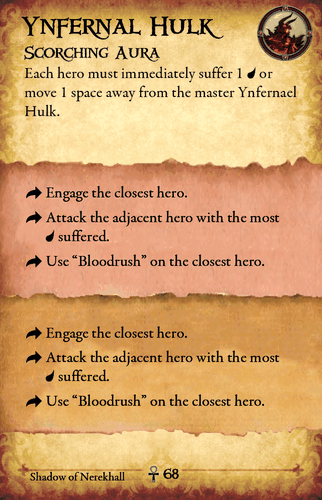 Ynfernal Hulk
Scorching Aura
Each hero must immediately suffer 1 or
move 1 space away from the master Ynfernael
Hulk.
Engage the closest hero.
Attack the adjacent hero with the most
suffered.
Use “Bloodrush” on the closest hero.
Engage the closest hero.
Attack the adjacent hero with the most
suffered.
Use “Bloodrush” on the closest hero.
Shadow of Nerekhall 68